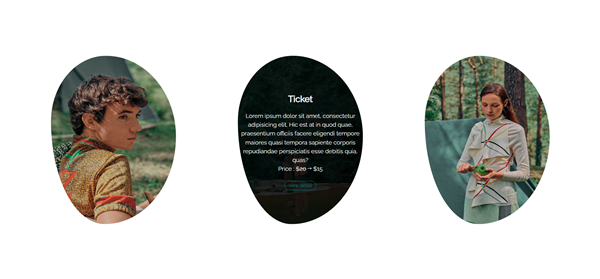 Ticket
Lorem ipsum dolor sit amet, consectetur
adipisicing elit. Hic est at in quod quae,
praesentium officiis facere eligendi tempore
maiores quasi tempora sapiente corporis
repudiandae perspiciatis esse debitis quia,
quas?
Price : $20 → $15